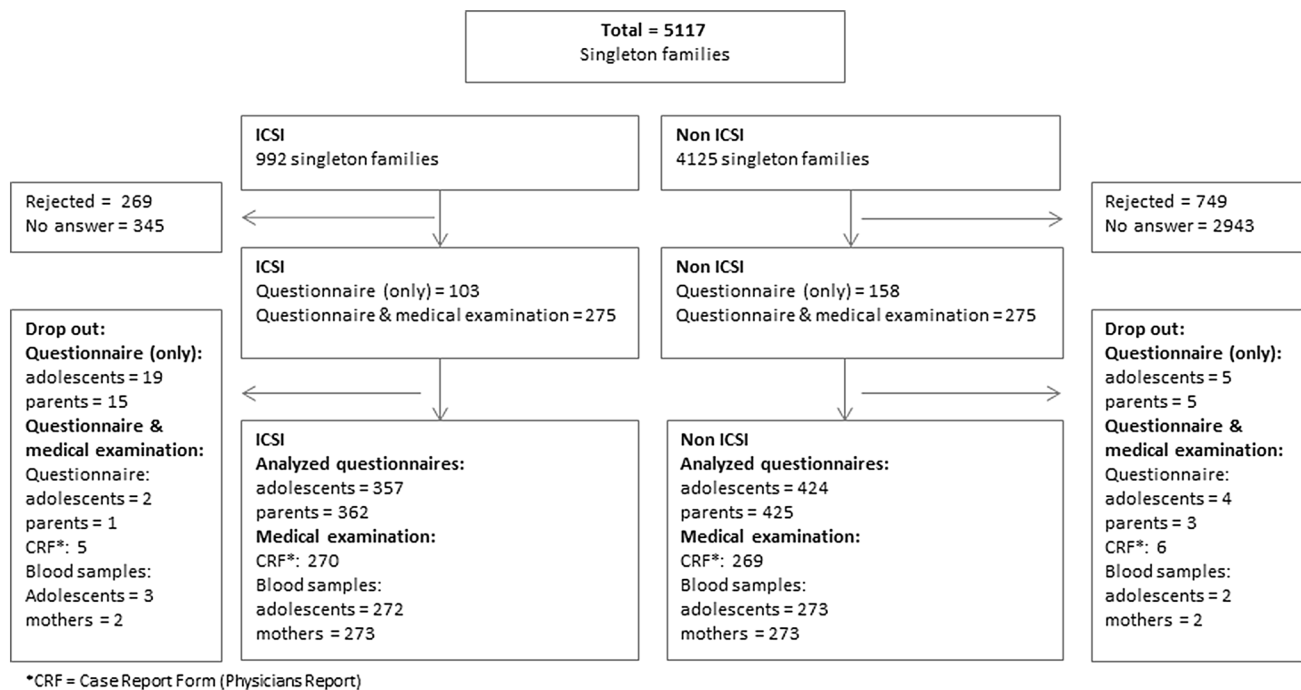 Total = 5117
Singleton families
ICSI
992 singleton families
Non ICSI
4125 singleton families
Rejected = 269
No answer = 345
Rejected = 749
No answer = 2943
ICSI
Questionnaire (only) = 103
Questionnaire & medical examination = 275
Non ICSI
Questionnaire (only) = 158
Questionnaire & medical examination = 275
Drop out:
Questionnaire (only):
adolescents = 19
parents = 15
Questionnaire &
medical examination:
Questionnaire:
adolescents = 2
parents = 1
CRF*: 5
Blood samples:
Adolescents = 3
mothers = 2
ICSI
Analyzed questionnaires:
adolescents = 357
parents = 362
Medical examination:
CRF*: 270
Blood samples:
adolescents = 272
mothers = 273
Non ICSI
Analyzed questionnaires:
adolescents = 424
parents = 425
Medical examination:
CRF*: 269
Blood samples:
adolescents = 273
mothers = 273
Drop out:
Questionnaire (only):
adolescents = 5
parents = 5
Questionnaire &
medical examination:
Questionnaire:
adolescents = 4
parents = 3
CRF*: 6
Blood samples:
adolescents = 2
mothers = 2
*CRF = Case Report Form (Physicians Report)